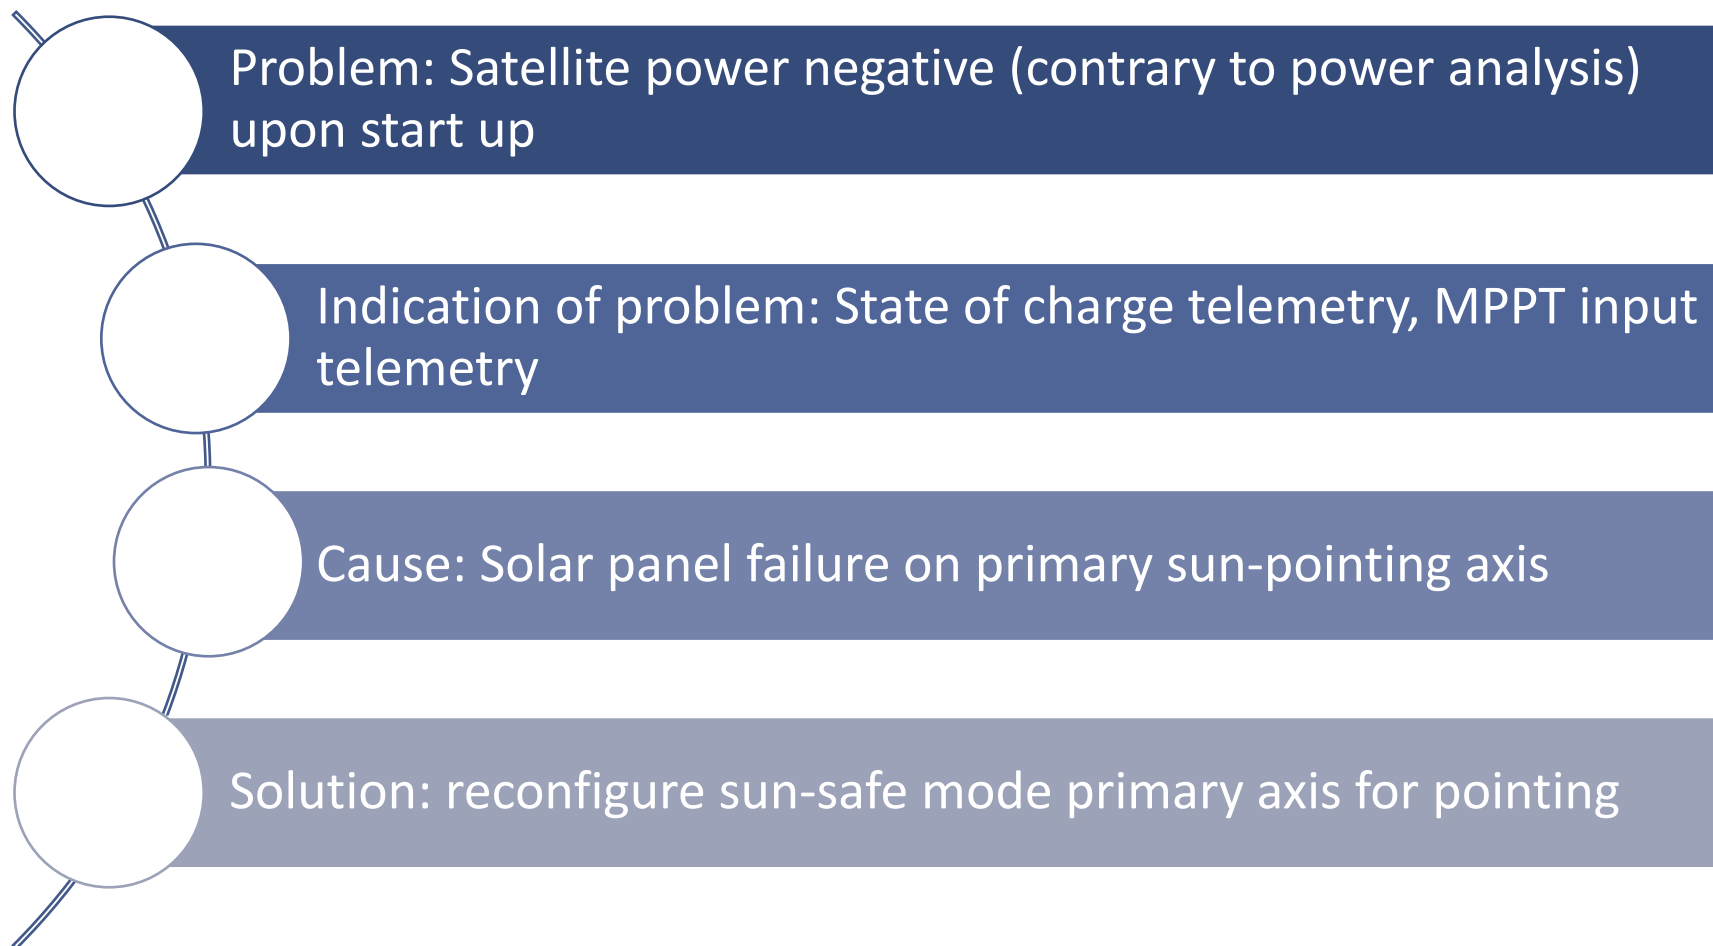 Problem: Satellite power negative (contrary to power analysis)
upon start up
Indication of problem: State of charge telemetry, MPPT input
telemetry
Cause: Solar panel failure on primary sun-pointing axis
Solution: reconfigure sun-safe mode primary axis for pointing